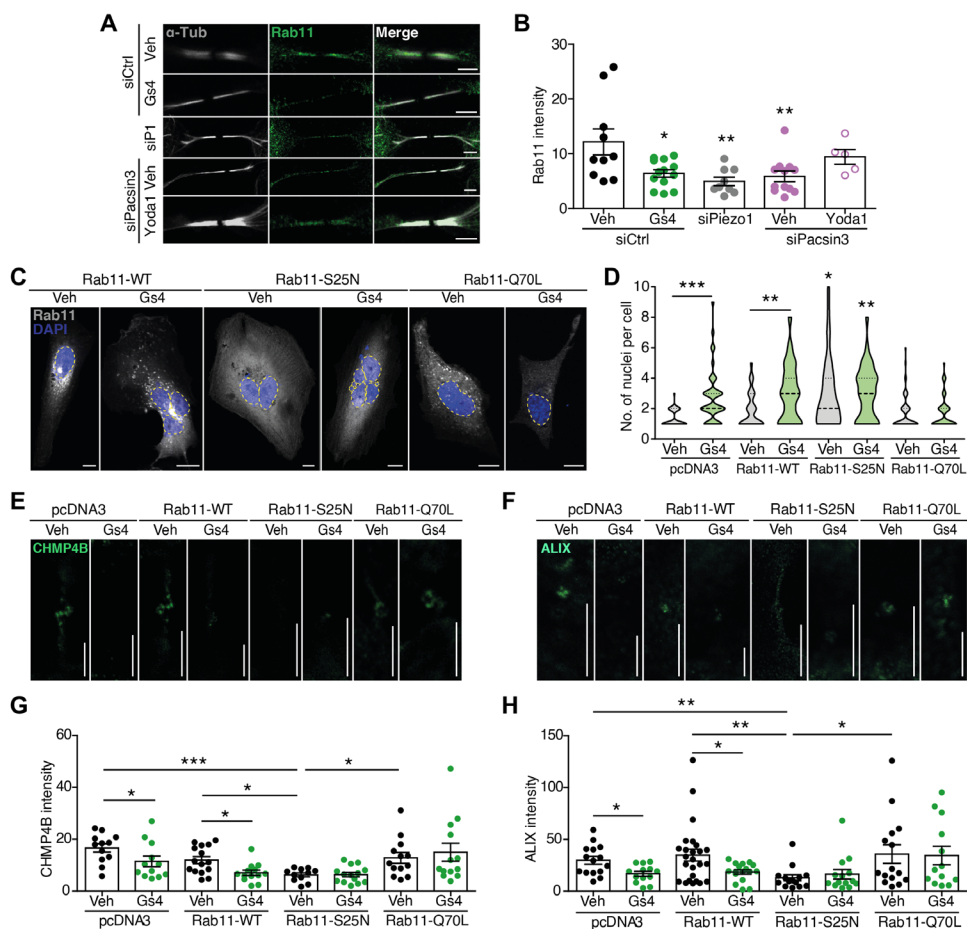 A
α-Tub Rab11 Merge
siCtrl
Veh
Gs4
siP1
siPacsin3
Veh
Yoda1
B
Rab11 intensity
30
20
10
0
* ** **
Veh Gs4 siPiezo1 Veh Yoda1
siCtrl siPacsin3
C
Rab11-WT Rab11-S25N Rab11-Q70L
Veh Gs4 Veh Gs4 Veh Gs4
Rab11
DAPI
D
No. of nuclei per cell
10
8
6
4
2
0
*** ** * **
Veh Gs4 Veh Gs4 Veh Gs4 Veh Gs4
pcDNA3 Rab11-WT Rab11-S25N Rab11-Q70L
E
pcDNA3 Rab11-WT Rab11-S25N Rab11-Q70L
Veh Gs4 Veh Gs4 Veh Gs4 Veh Gs4
CHMP4B
F
pcDNA3 Rab11-WT Rab11-S25N Rab11-Q70L
Veh Gs4 Veh Gs4 Veh Gs4 Veh Gs4
ALIX
G
CHMP4B intensity
60
40
20
0
*** *
* * *
Veh Gs4 Veh Gs4 Veh Gs4 Veh Gs4
pcDNA3 Rab11-WT Rab11-S25N Rab11-Q70L
H
ALIX intensity
150
100
50
0
**
** *
* *
Veh Gs4 Veh Gs4 Veh Gs4 Veh Gs4
pcDNA3 Rab11-WT Rab11-S25N Rab11-Q70L